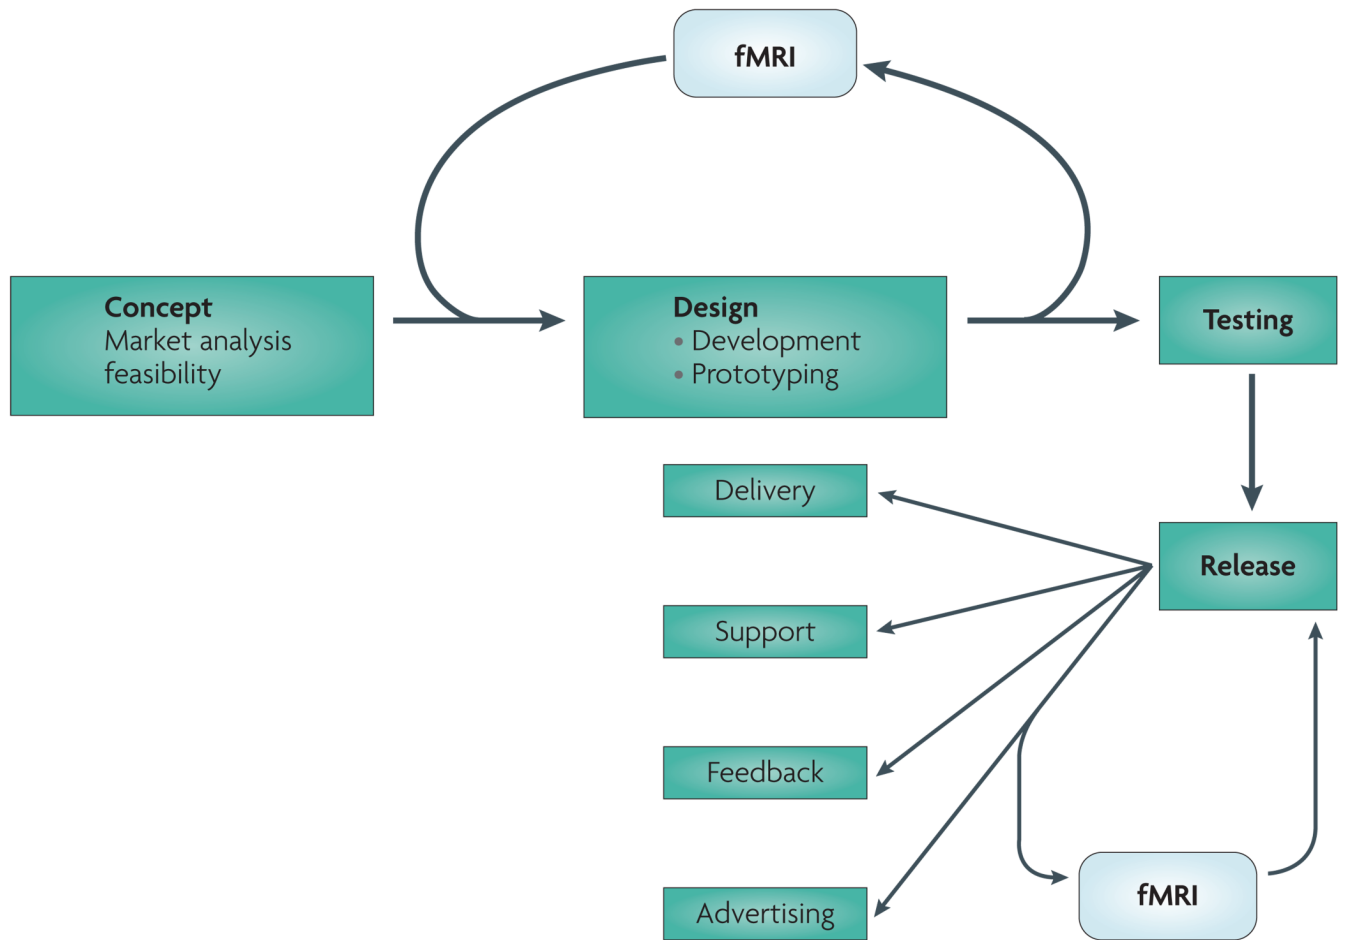 fMRI
Concept
Market analysis
feasibility
Design
• Development
• Prototyping
Testing
Delivery
Release
Support
Feedback
fMRI
Advertising